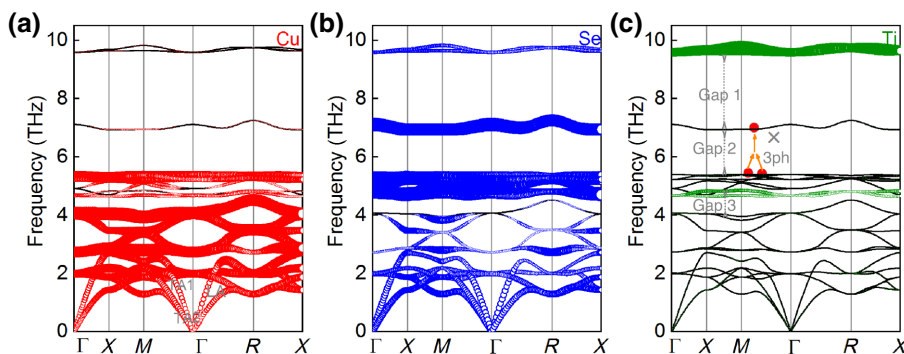 (a)
Cu
Frequency (THz)
10
8
6
4
2
0
Γ X M Γ R X
(b)
Se
Frequency (THz)
10
8
6
4
2
0
Γ X M Γ R X
(c)
Ti
Frequency (THz)
10
8
6
4
2
0
Gap 1
Gap 2
3ph
×
Gap 3
Γ X M Γ R X